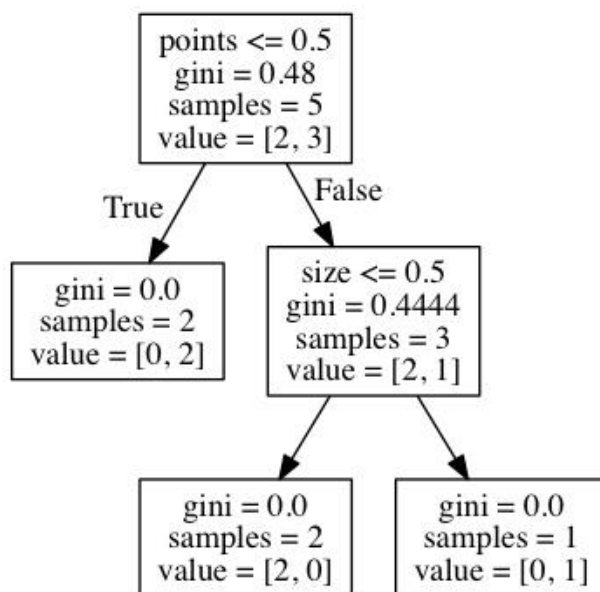 points <= 0.5
gini = 0.48
samples = 5
value = [2, 3]
True
False
gini = 0.0
samples = 2
value = [0, 2]
size <= 0.5
gini = 0.4444
samples = 3
value = [2, 1]
gini = 0.0
samples = 2
value = [2, 0]
gini = 0.0
samples = 1
value = [0, 1]